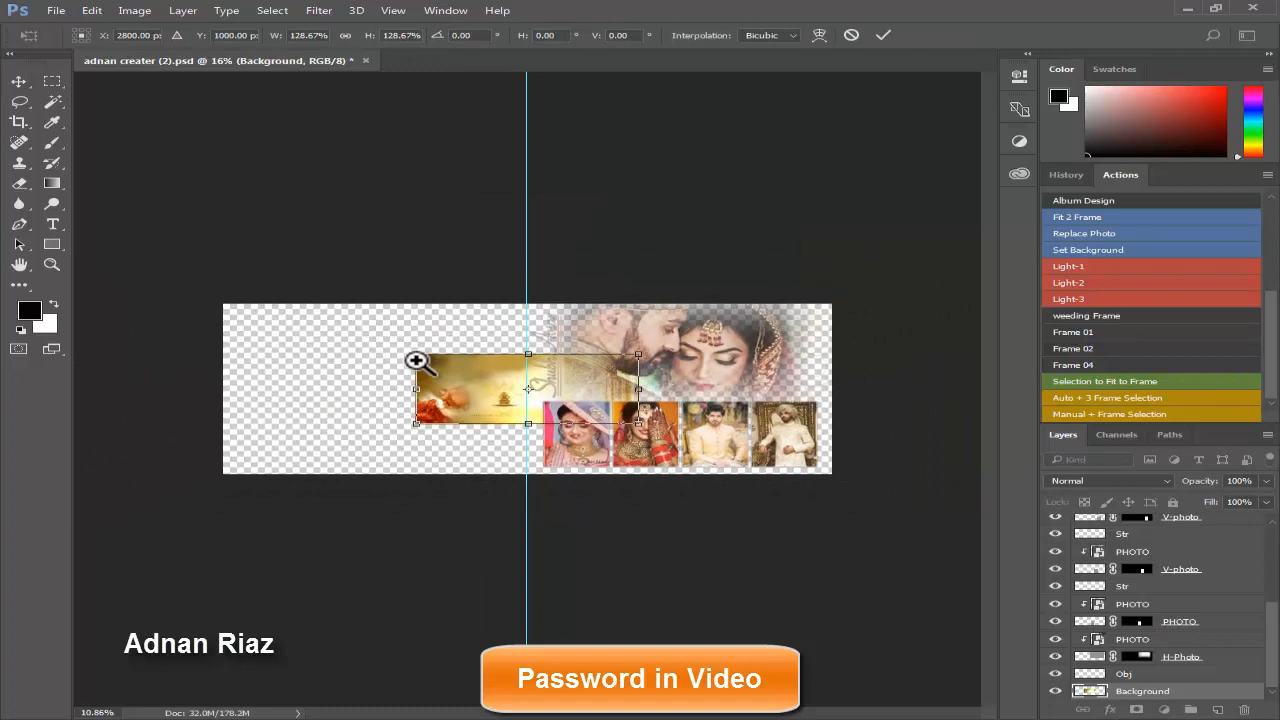 Ps File Edit Image Layer Type Select Filter 3D View Window Help
X: 2800.00 px Y: 1000.00 px W: 128.67% H: 128.67% 0.00 ° H: 0.00 V: 0.00 ° Interpolation: Bicubic
adnan creater (2).psd @ 16% (Background, RGB/8) *
Color Swatches
History Actions
Album Design
Fit 2 Frame
Replace Photo
Set Background
Light-1
Light-2
Light-3
weeding Frame
Frame 01
Frame 02
Frame 04
Selection to Fit to Frame
Auto + 3 Frame Selection
Manual + Frame Selection
Layers Channels Paths
Kind
Normal Opacity: 100%
Lock: Fill: 100%
V-photo
Str
PHOTO
V-photo
Str
PHOTO
PHOTO
PHOTO
H-Photo
Obj
Background
Adnan Riaz
Password in Video
10.86% Doc: 32.0M/178.2M